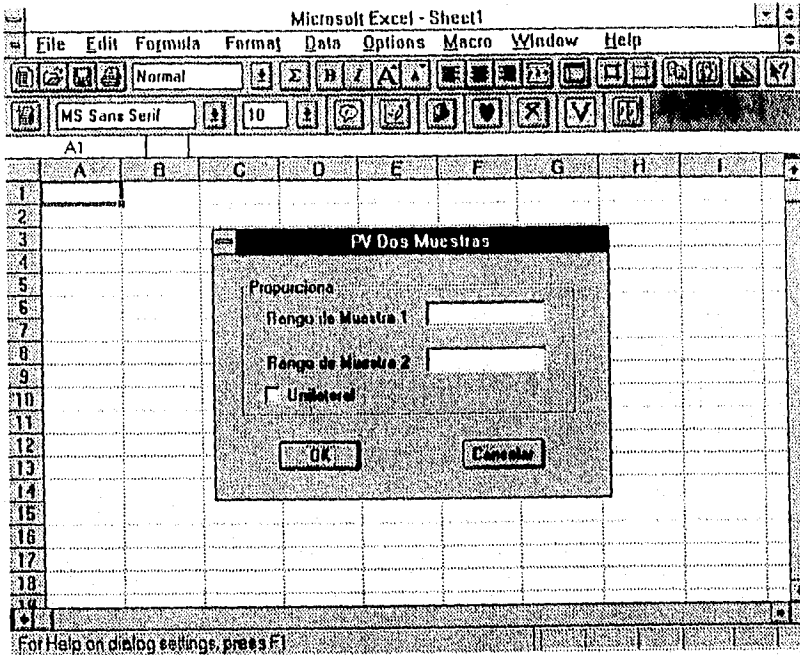 Microsoft Excel - Sheet1
File Edit Formula Format Data Options Macro Window Help
Normal
Σ B I A A
MS Sans Serif 10
A1
A B C D E F G H I
1
2
3
4
5
6
7
8
9
10
11
12
13
14
15
16
17
18
19
PV Dos Muestras
Proporciona
Rango de Muestra 1
Rango de Muestra 2
Unilateral
OK Cancelar
For Help on dialog settings, press F1